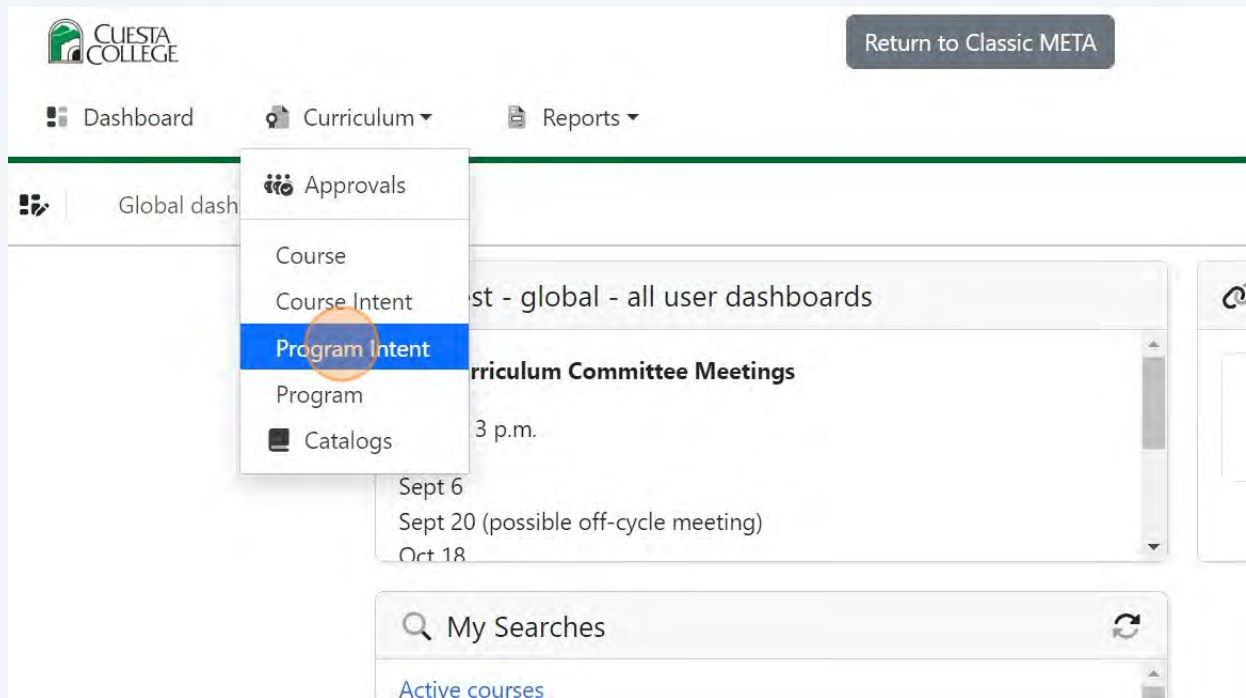 CUESTA
COLLEGE
Return to Classic META
Dashboard Curriculum Reports
Approvals
Global dash
Course
Course Intent
Program Intent
Program
Catalogs
st - global - all user dashboards
rriculum Committee Meetings
3 p.m.
Sept 6
Sept 20 (possible off-cycle meeting)
Oct 18
My Searches
Active courses